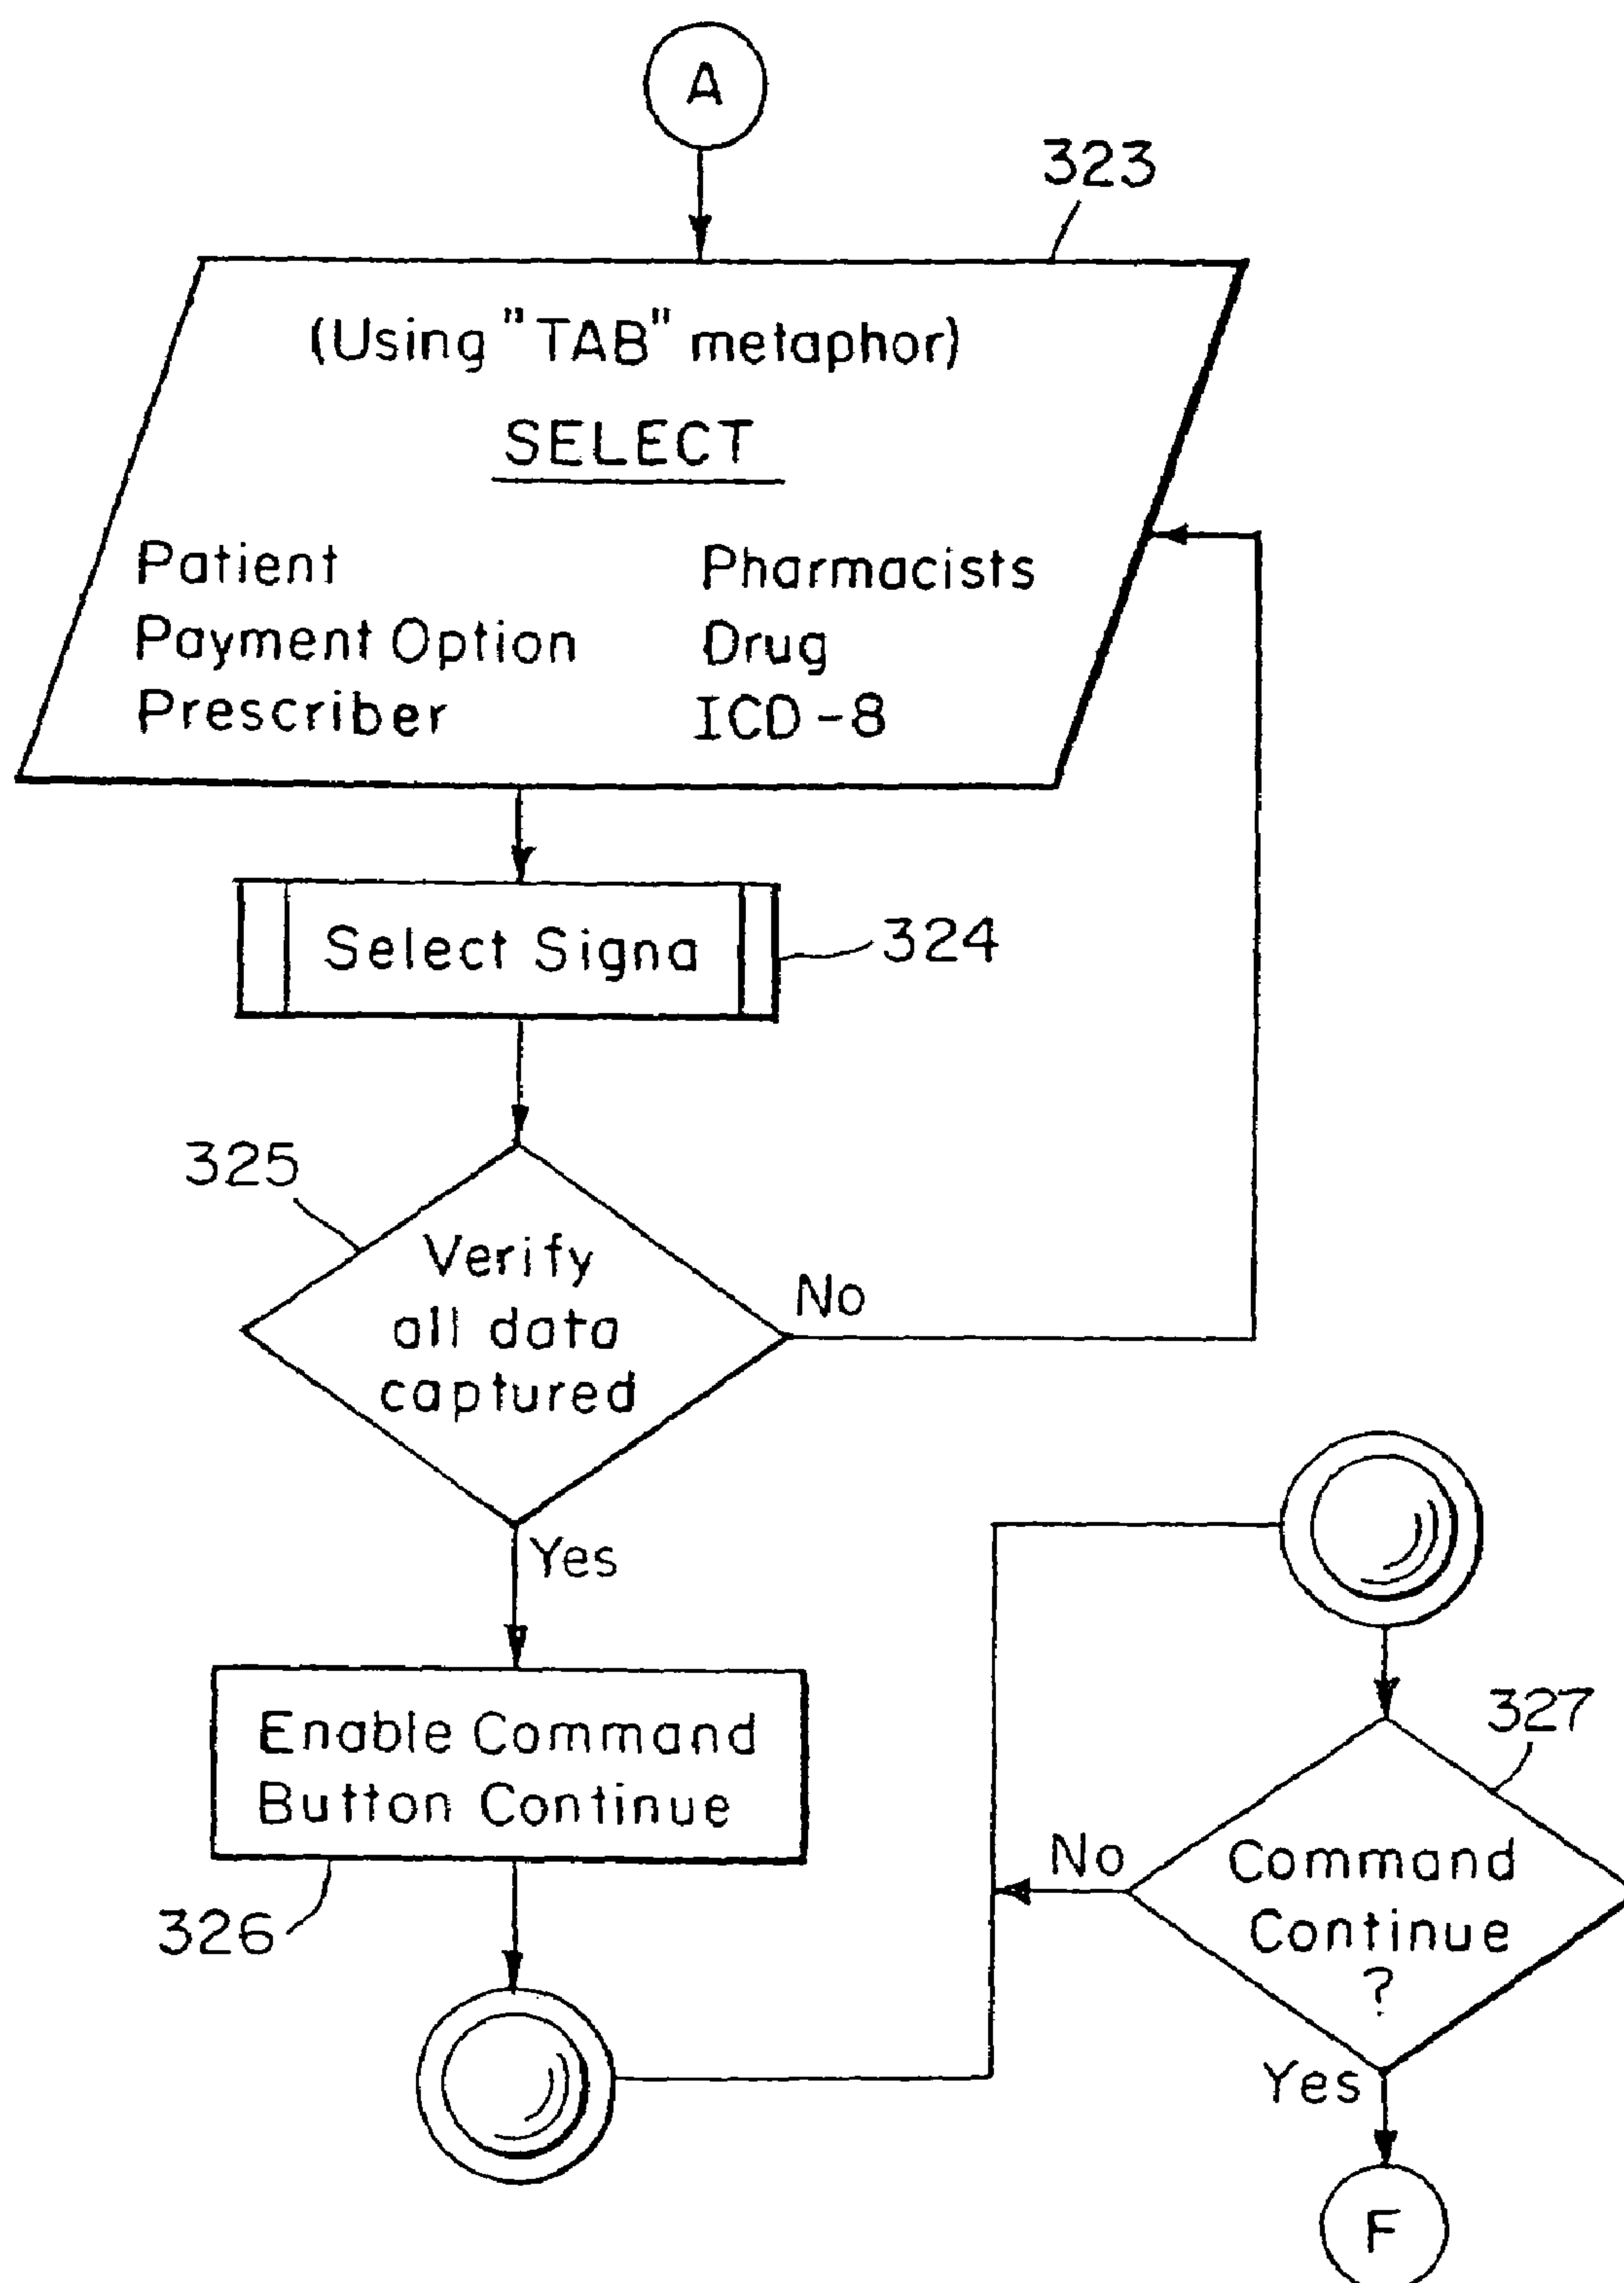 A
323
(Using "TAB" metaphor)
SELECT
Patient Pharmacists
Payment Option Drug
Prescriber ICD-8
Select Signa 324
325
Verify
all data
captured
No
Yes
Enable Command
Button Continue
326
327
No
Command
Continue
?
Yes
F